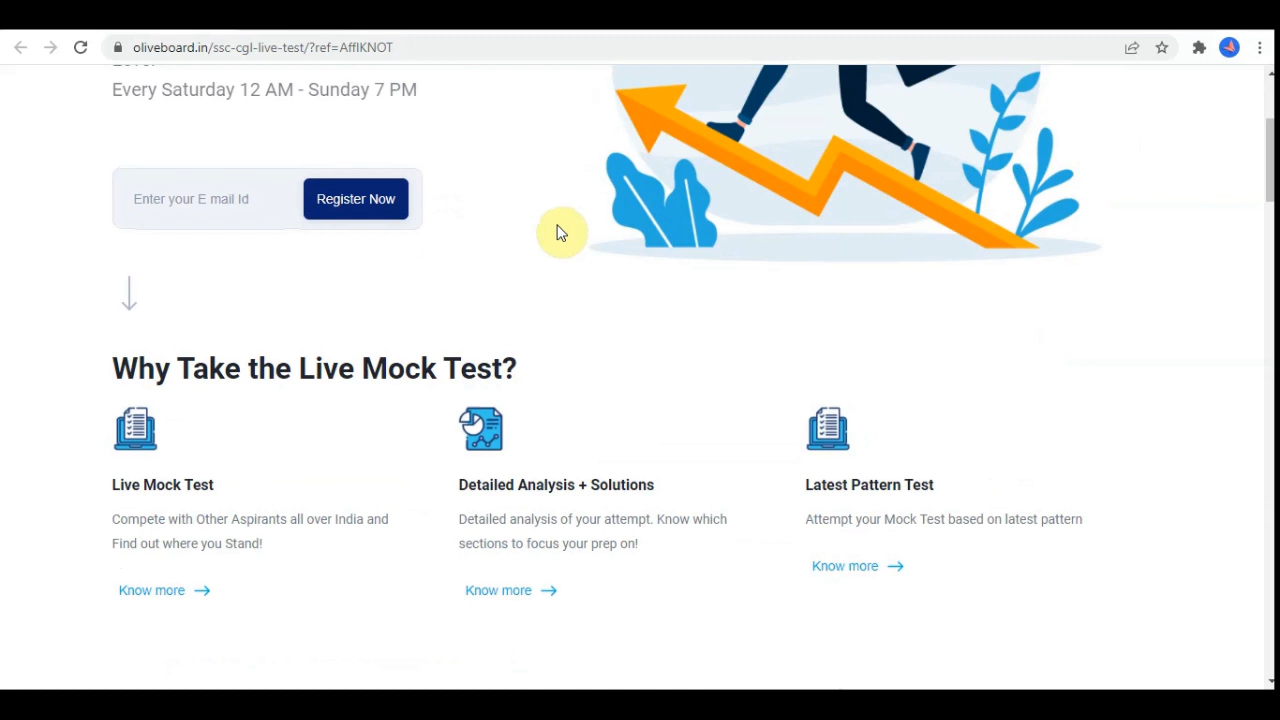 oliveboard.in/ssc-cgl-live-test/?ref=AffIKNOT
Every Saturday 12 AM - Sunday 7 PM
Enter your E mail Id
Register Now
Why Take the Live Mock Test?
Live Mock Test
Compete with Other Aspirants all over India and
Find out where you Stand!
Know more
Detailed Analysis + Solutions
Detailed analysis of your attempt. Know which
sections to focus your prep on!
Know more
Latest Pattern Test
Attempt your Mock Test based on latest pattern
Know more